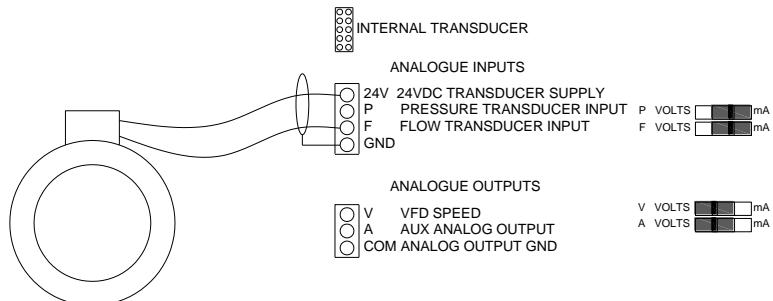 INTERNAL TRANSDUCER
ANALOGUE INPUTS
24V 24VDC TRANSDUCER SUPPLY
P PRESSURE TRANSDUCER INPUT P VOLTS mA
F FLOW TRANSDUCER INPUT F VOLTS mA
GND
ANALOGUE OUTPUTS
V VFD SPEED V VOLTS mA
A AUX ANALOG OUTPUT A VOLTS mA
COM ANALOG OUTPUT GND